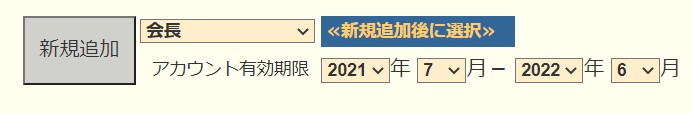 新規追加 会長 «新規追加後に選択»
アカウント有効期限 2021 年 7 月 − 2022 年 6 月